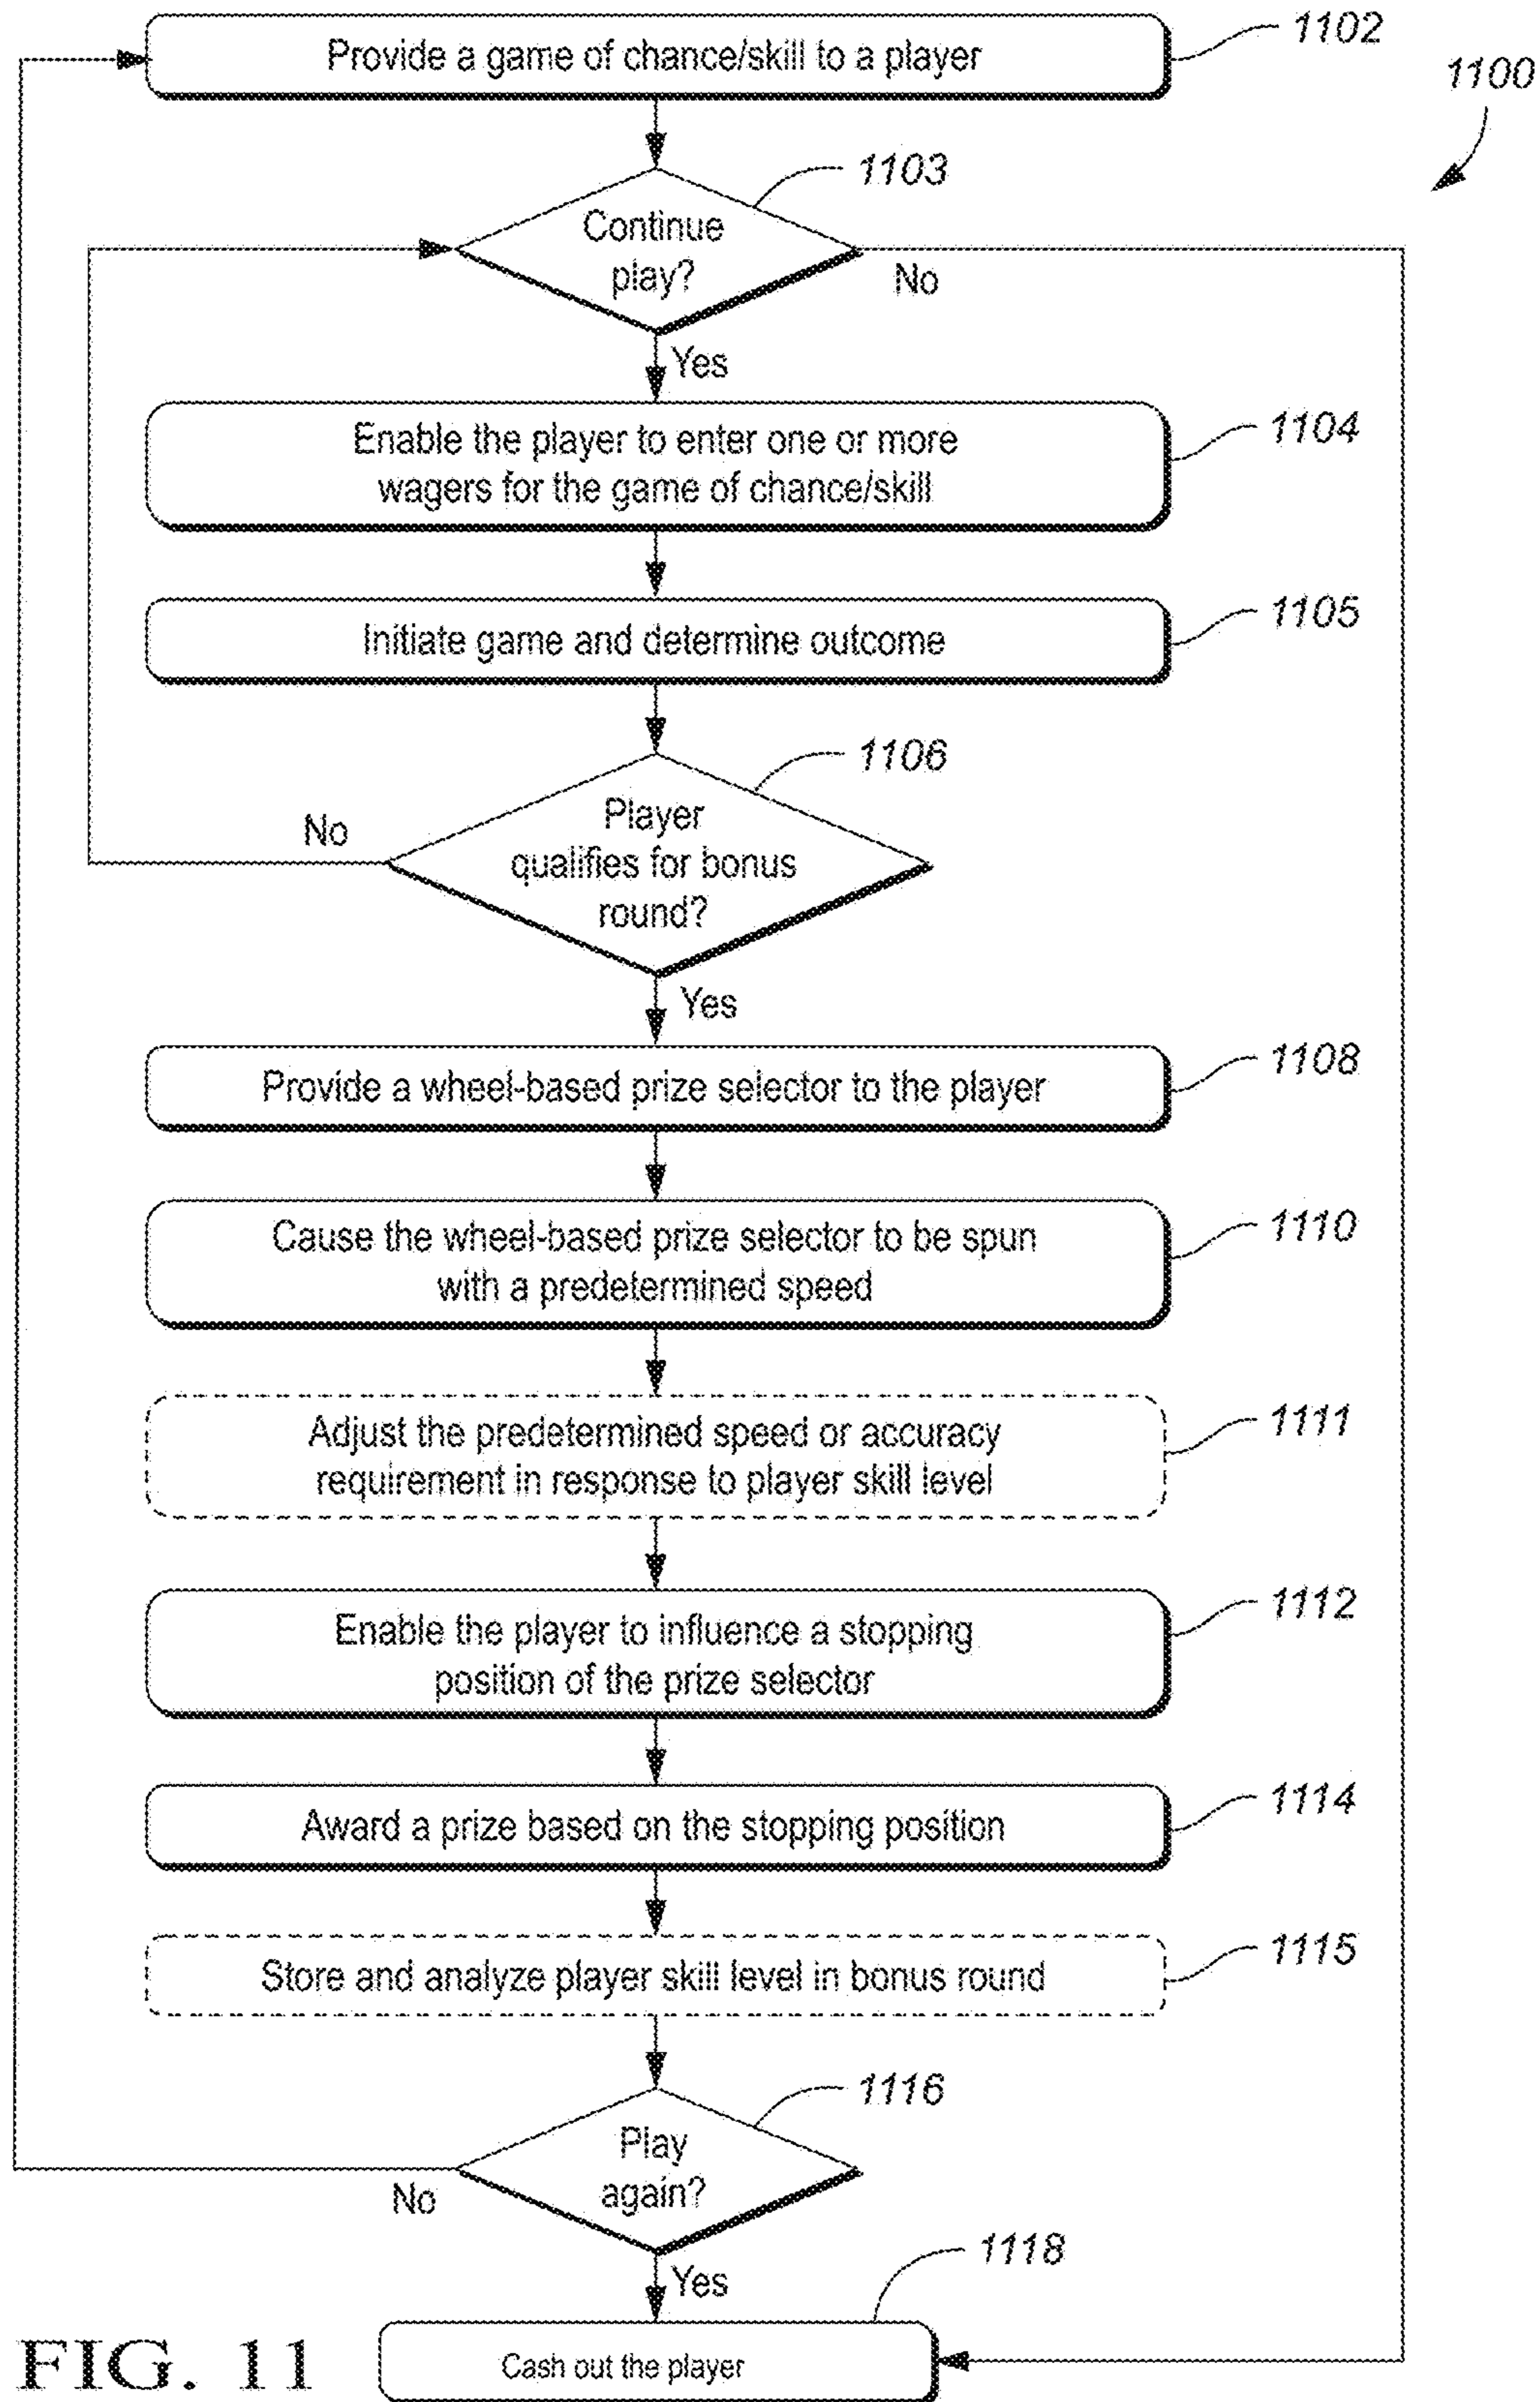 Provide a game of chance/skill to a player
1102
1100
1103
Continue
play?
No
Yes
Enable the player to enter one or more
wagers for the game of chance/skill
1104
Initiate game and determine outcome
1105
1106
Player
qualifies for bonus
round?
No
Yes
Provide a wheel-based prize selector to the player
1108
Cause the wheel-based prize selector to be spun
with a predetermined speed
1110
Adjust the predetermined speed or accuracy
requirement in response to player skill level
1111
Enable the player to influence a stopping
position of the prize selector
1112
Award a prize based on the stopping position
1114
Store and analyze player skill level in bonus round
1115
1116
Play
again?
No
Yes
1118
Cash out the player
FIG. 11